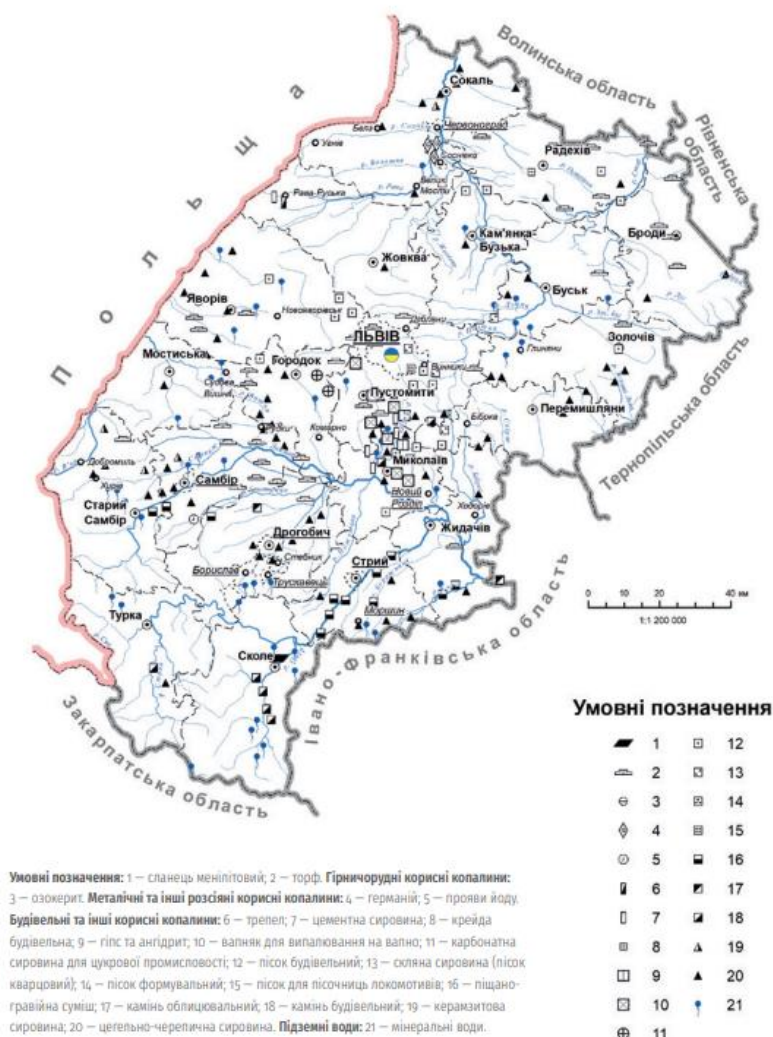 Волинська область
Рівненська область
Польща
Сокаль
Белз
Червоноград
Угнів
Соснівка
Радехів
Великі Мости
Рава-Руська
Кам'янка-Бузька
Броди
Жовква
Буськ
Яворів
Новояворівськ
Дубляни
ЛЬВІВ
Золочів
Мостиська
Городок
Винники
Глиняни
Судова Вишня
Пустомити
Перемишляни
Тернопільська область
Рудки
Комарно
Бібрка
Добромиль
Миколаїв
Хирів
Самбір
Новий Розділ
Ходорів
Старий Самбір
Жидачів
Дрогобич
Стебник
Стрий
Борислав
Трускавець
Моршин
Турка
Сколе
Івано-Франківська область
Закарпатська область
0 10 20 40 км
1:1 200 000
Умовні позначення
1 12
2 13
3 14
4 15
5 16
6 17
7 18
8 19
9 20
10 21
11
Умовні позначення: 1 — сланець менілітовий; 2 — торф. Гірничорудні корисні копалини:
3 — озокерит. Металічні та інші розсіяні корисні копалини: 4 — германій; 5 — прояви йоду.
Будівельні та інші корисні копалини: 6 — трепел; 7 — цементна сировина; 8 — крейда
будівельна; 9 — гіпс та ангідрит; 10 — вапняк для випалювання на вапно; 11 — карбонатна
сировина для цукрової промисловості; 12 — пісок будівельний; 13 — скляна сировина (пісок
кварцовий); 14 — пісок формувальний; 15 — пісок для пісочниць локомотивів; 16 — піщано-
гравійна суміш; 17 — камінь облицювальний; 18 — камінь будівельний; 19 — керамзитова
сировина; 20 — цегельно-черепична сировина. Підземні води: 21 — мінеральні води.